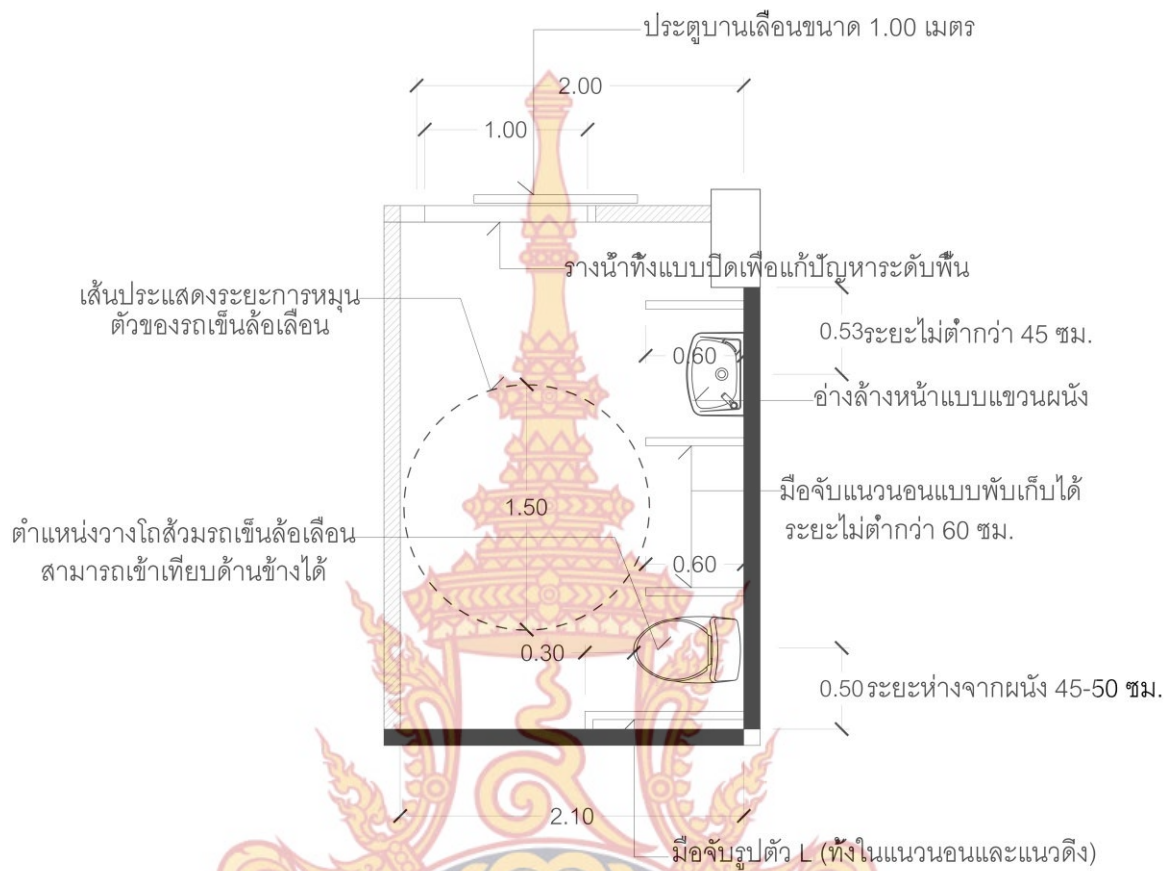 ประตูบานเลื่อนขนาด 1.00 เมตร
2.00
1.00
รางน้ำทิ้งแบบปิดเพื่อแก้ปัญหาระดับพื้น
เส้นประแสดงระยะการหมุน
ตัวของรถเข็นล้อเลื่อน
0.53 ระยะไม่ต่ำกว่า 45 ซม.
0.60
อ่างล้างหน้าแบบแขวนผนัง
มือจับแนวนอนแบบพับเก็บได้
ระยะไม่ต่ำกว่า 60 ซม.
1.50
ตำแหน่งวางโถส้วมรถเข็นล้อเลื่อน
สามารถเข้าเทียบด้านข้างได้
0.60
0.30
0.50 ระยะห่างจากผนัง 45-50 ซม.
2.10
มือจับรูปตัว L (ทั้งในแนวนอนและแนวดิ่ง)